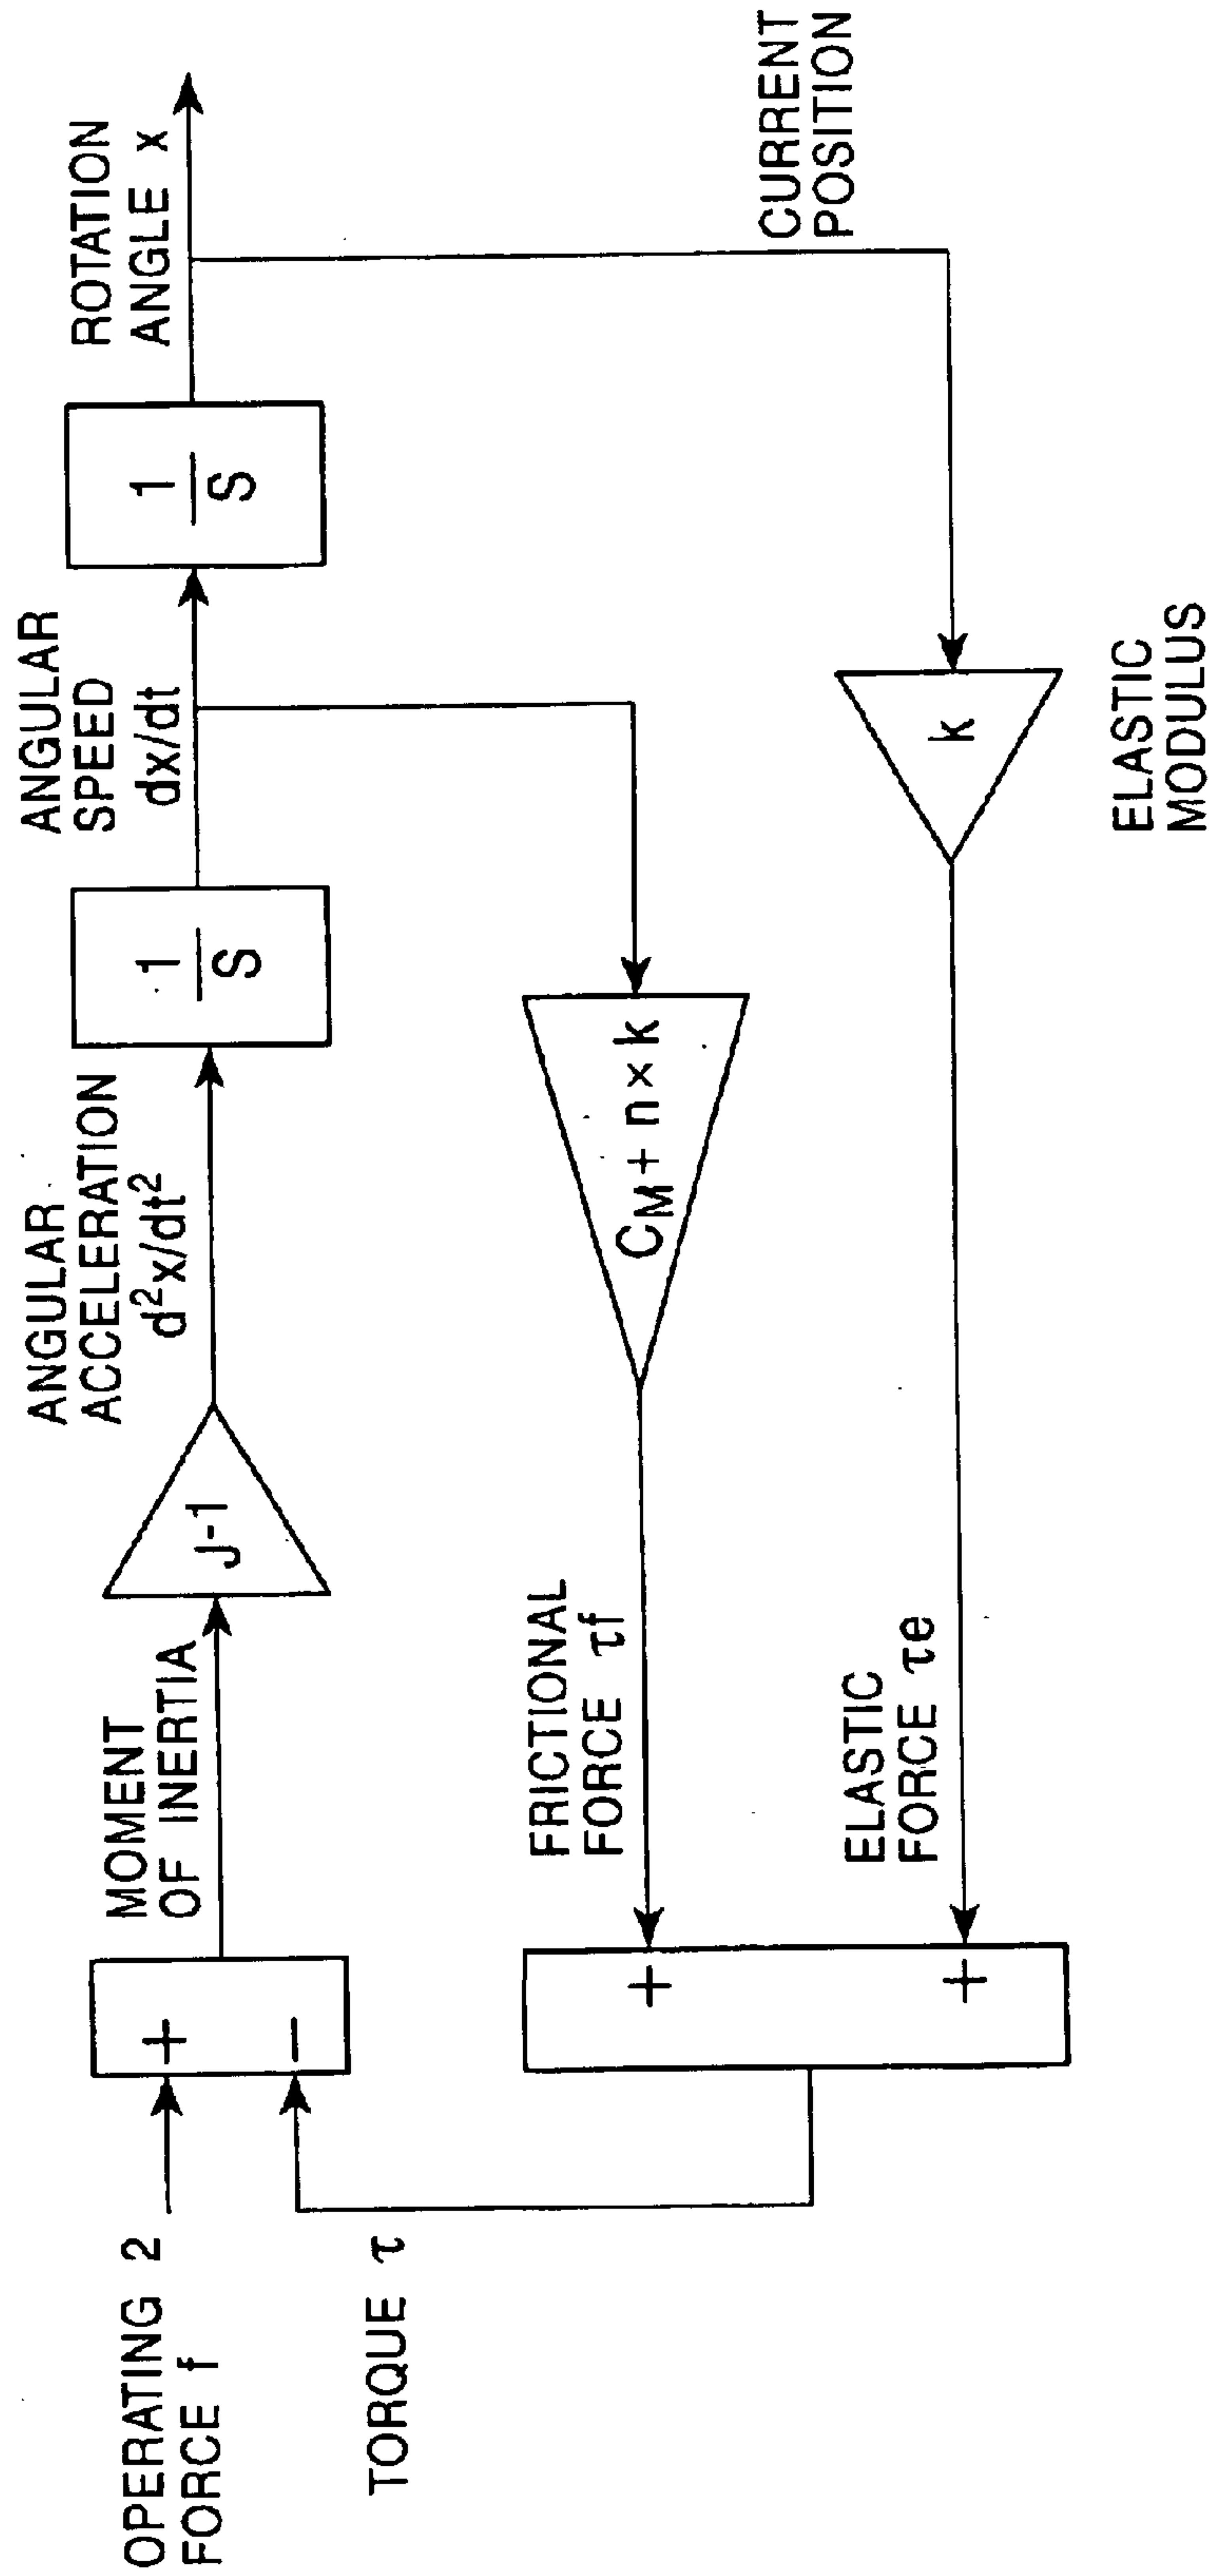 OPERATING 2
FORCE f
TORQUE τ
+
−
MOMENT
OF INERTIA
J-1
ANGULAR
ACCELERATION
d²x/dt²
1
S
ANGULAR
SPEED
dx/dt
1
S
ROTATION
ANGLE x
FRICTIONAL
FORCE τf
+
C_M + n × k
ELASTIC
FORCE τe
+
k
ELASTIC
MODULUS
CURRENT
POSITION